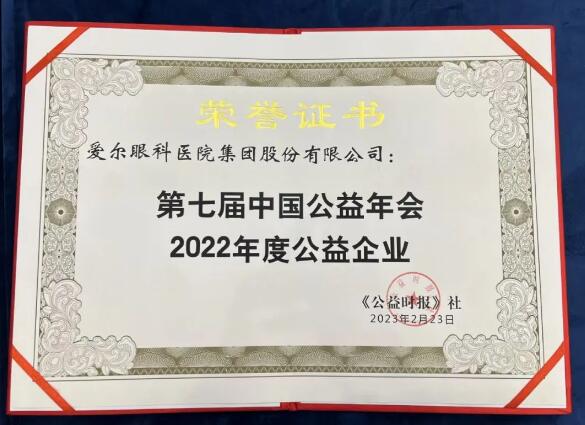 荣誉证书
爱尔眼科医院集团股份有限公司：
第七届中国公益年会
2022年度公益企业
《公益时报》社
2023年2月23日